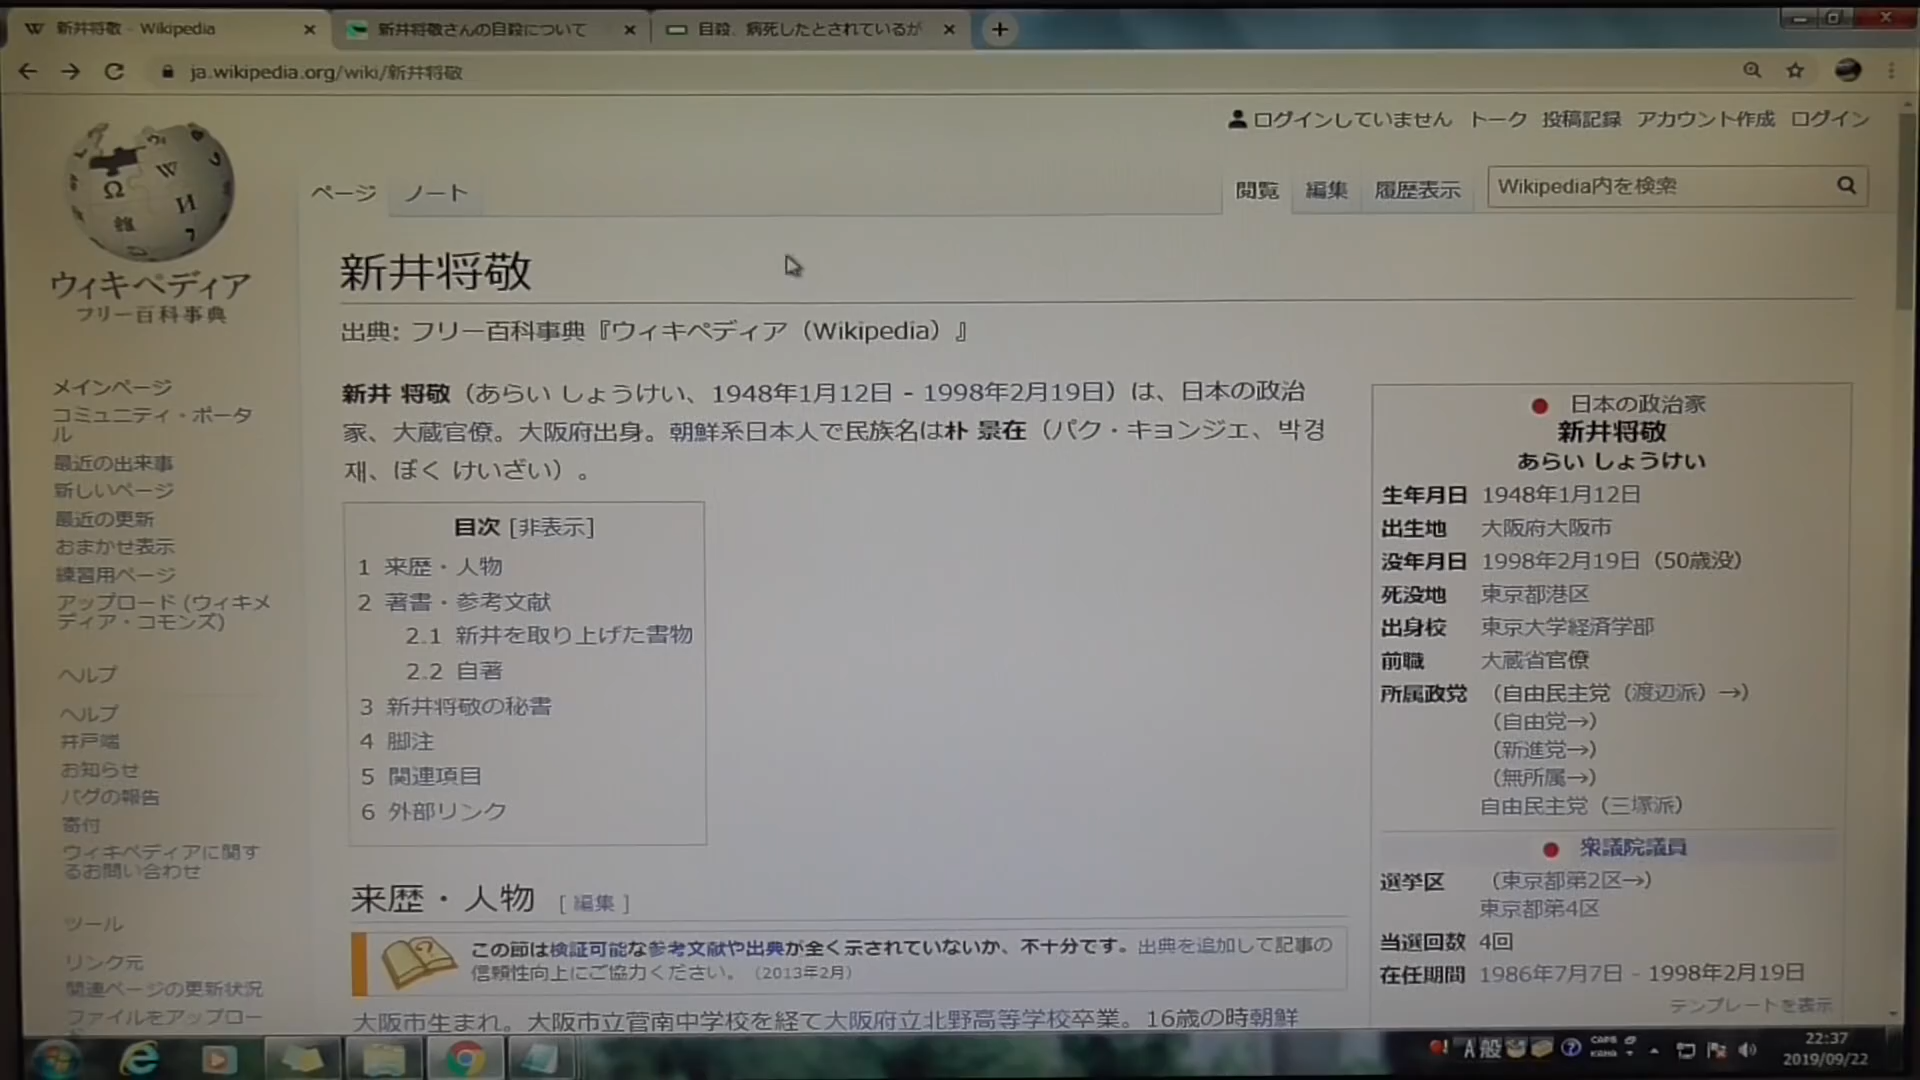 新井将敬 - Wikipedia
新井将敬さんの自殺について
自殺、病死したとされているが
ja.wikipedia.org/wiki/新井将敬
ログインしていません トーク 投稿記録 アカウント作成 ログイン
ページ ノート
閲覧 編集 履歴表示 Wikipedia内を検索
ウィキペディア
フリー百科事典
メインページ
コミュニティ・ポータ
ル
最近の出来事
新しいページ
最近の更新
おまかせ表示
練習用ページ
アップロード (ウィキメ
ディア・コモンズ)
ヘルプ
ヘルプ
井戸端
お知らせ
バグの報告
寄付
ウィキペディアに関す
るお問い合わせ
ツール
リンク元
関連ページの更新状況
ファイルをアップロー
新井将敬
出典: フリー百科事典『ウィキペディア（Wikipedia）』
新井 将敬（あらい しょうけい、1948年1月12日 - 1998年2月19日）は、日本の政治
家、大蔵官僚。大阪府出身。朝鮮系日本人で民族名は朴 景在（パク・キョンジェ、박경
재、ぼく けいざい）。
目次 [非表示]
1 来歴・人物
2 著書・参考文献
2.1 新井を取り上げた書物
2.2 自著
3 新井将敬の秘書
4 脚注
5 関連項目
6 外部リンク
来歴・人物 [ 編集 ]
この節は検証可能な参考文献や出典が全く示されていないか、不十分です。出典を追加して記事の
信頼性向上にご協力ください。（2013年2月）
大阪市生まれ。大阪市立菅南中学校を経て大阪府立北野高等学校卒業。16歳の時朝鮮
日本の政治家
新井将敬
あらい しょうけい
生年月日 1948年1月12日
出生地 大阪府大阪市
没年月日 1998年2月19日（50歳没）
死没地 東京都港区
出身校 東京大学経済学部
前職 大蔵省官僚
所属政党 （自由民主党（渡辺派）→）
（自由党→）
（新進党→）
（無所属→）
自由民主党（三塚派）
衆議院議員
選挙区 （東京都第2区→）
東京都第4区
当選回数 4回
在任期間 1986年7月7日 - 1998年2月19日
テンプレートを表示
A 般
CAPS
KANA
22:37
2019/09/22